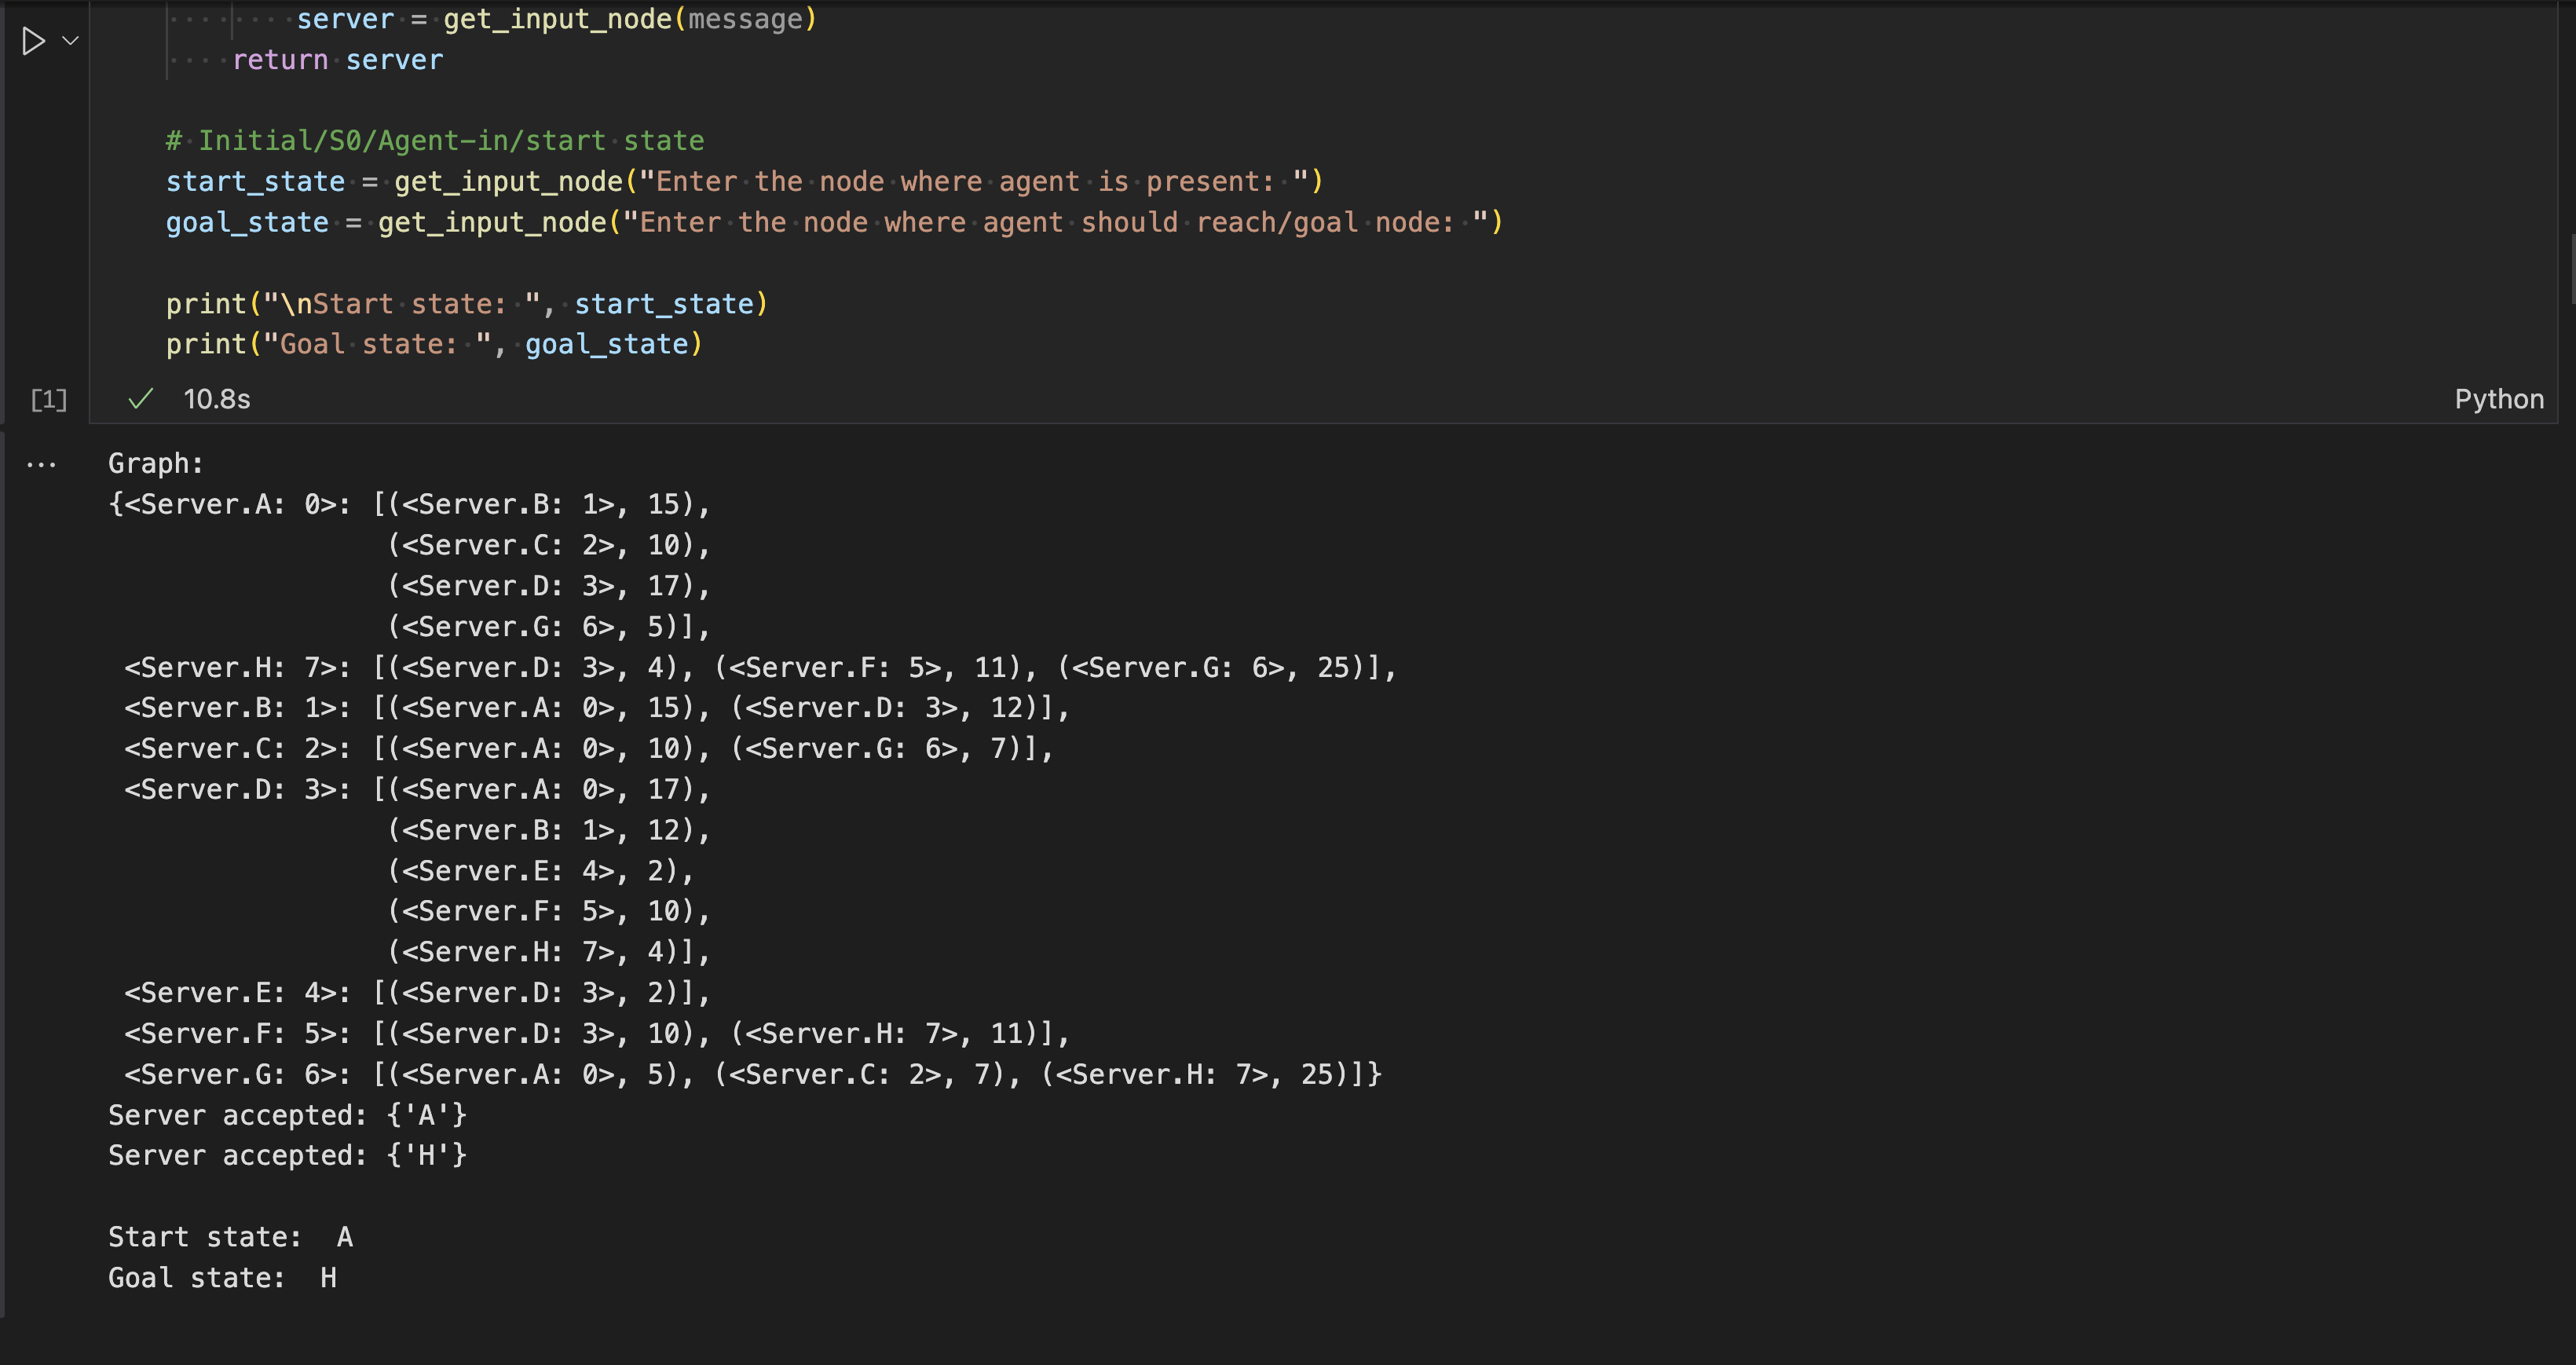 server = get_input_node(message)
return server
# Initial/S0/Agent-in/start state
start_state = get_input_node("Enter the node where agent is present: ")
goal_state = get_input_node("Enter the node where agent should reach/goal node: ")
print("\nStart state: ", start_state)
print("Goal state: ", goal_state)
[1] 10.8s Python
... Graph:
{<Server.A: 0>: [(<Server.B: 1>, 15),
(<Server.C: 2>, 10),
(<Server.D: 3>, 17),
(<Server.G: 6>, 5)],
<Server.H: 7>: [(<Server.D: 3>, 4), (<Server.F: 5>, 11), (<Server.G: 6>, 25)],
<Server.B: 1>: [(<Server.A: 0>, 15), (<Server.D: 3>, 12)],
<Server.C: 2>: [(<Server.A: 0>, 10), (<Server.G: 6>, 7)],
<Server.D: 3>: [(<Server.A: 0>, 17),
(<Server.B: 1>, 12),
(<Server.E: 4>, 2),
(<Server.F: 5>, 10),
(<Server.H: 7>, 4)],
<Server.E: 4>: [(<Server.D: 3>, 2)],
<Server.F: 5>: [(<Server.D: 3>, 10), (<Server.H: 7>, 11)],
<Server.G: 6>: [(<Server.A: 0>, 5), (<Server.C: 2>, 7), (<Server.H: 7>, 25)]}
Server accepted: {'A'}
Server accepted: {'H'}
Start state:  A
Goal state:  H